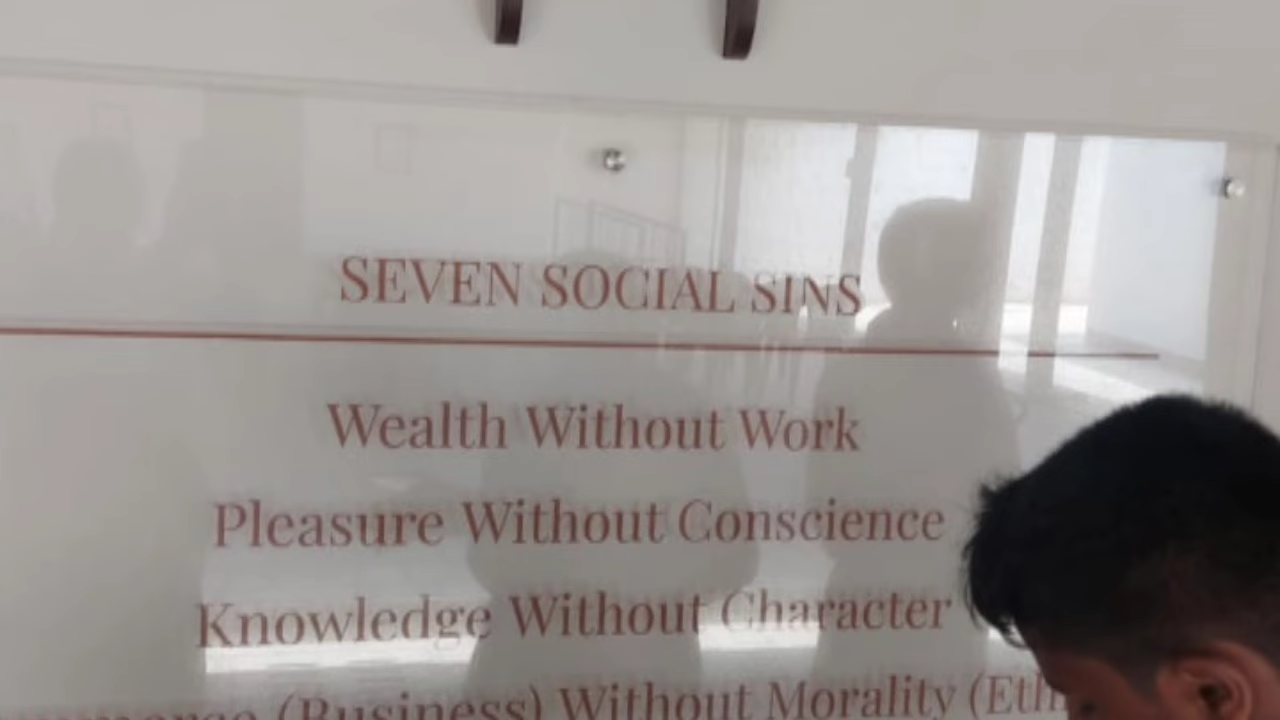 SEVEN SOCIAL SINS
Wealth Without Work
Pleasure Without Conscience
Knowledge Without Character
(Business) Without Morality